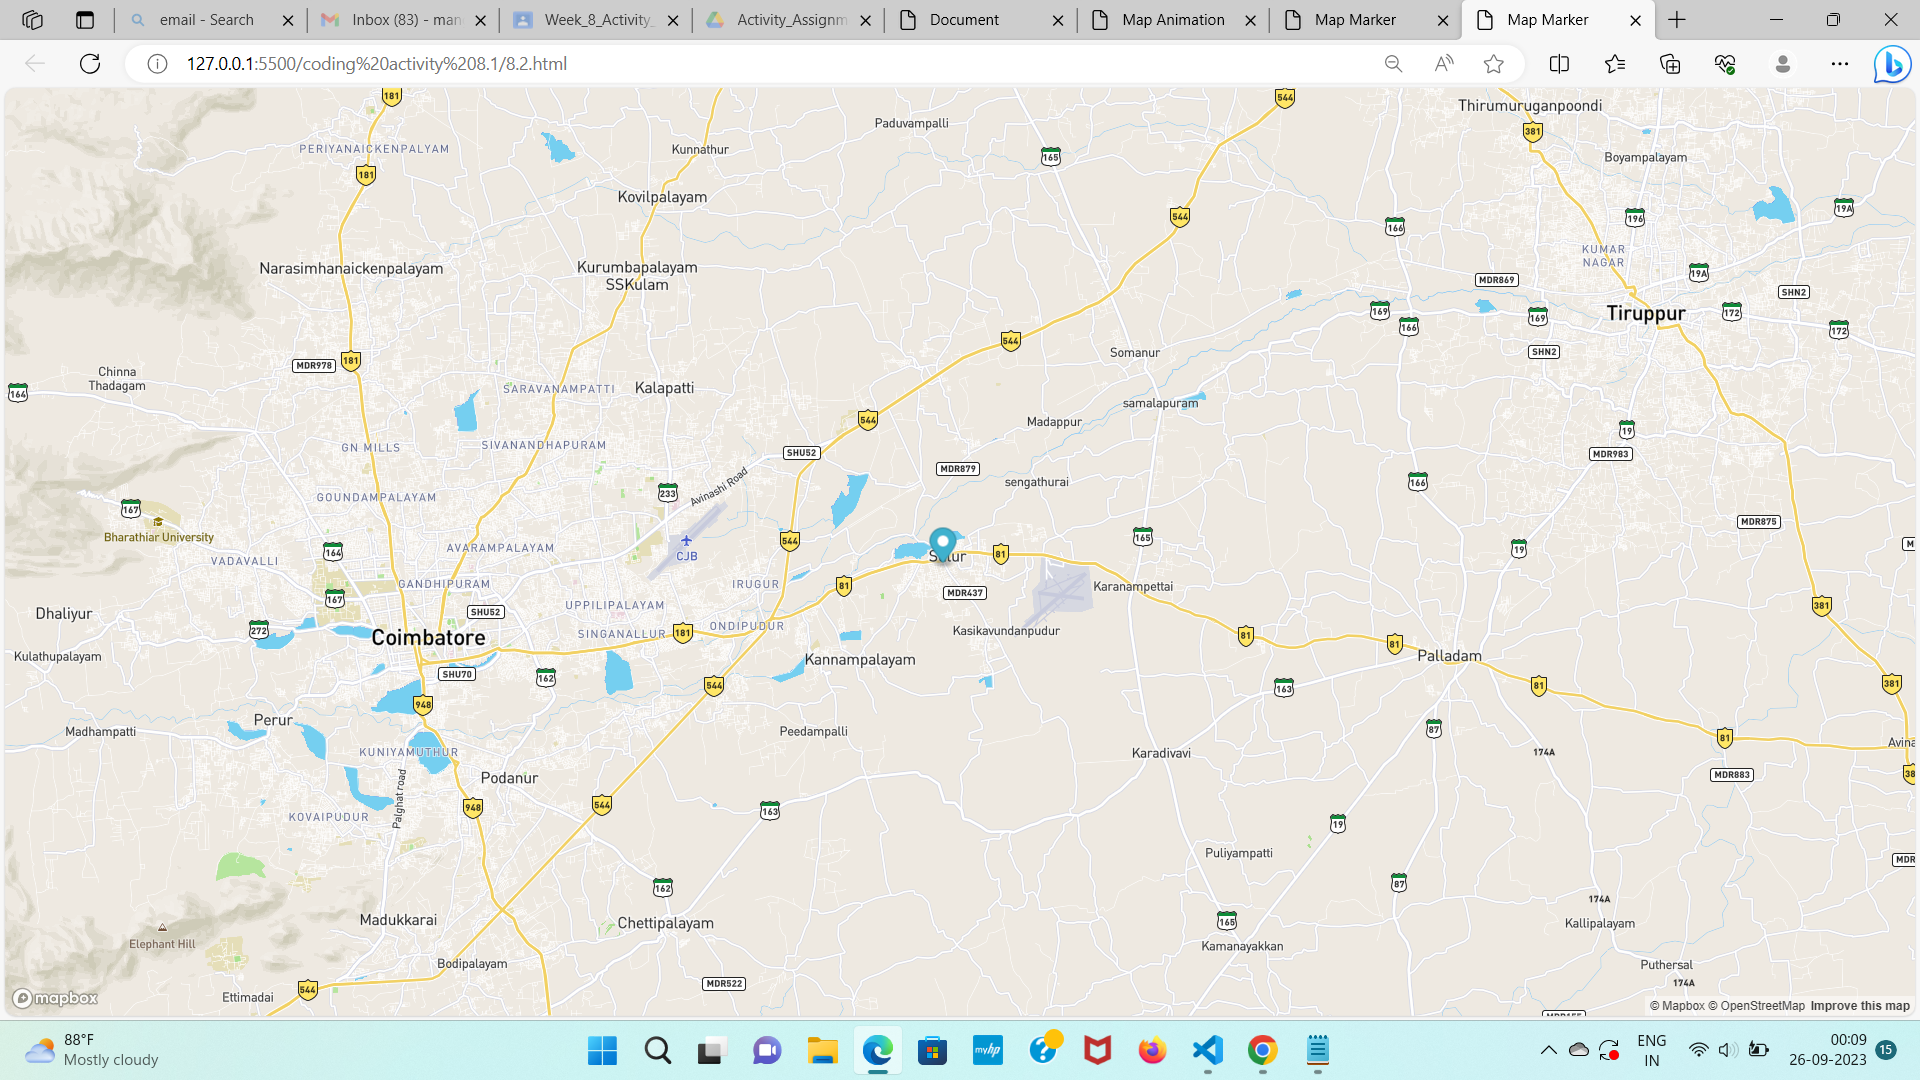 email - Search
Inbox (83) - man
Week_8_Activity_
Activity_Assignm
Document
Map Animation
Map Marker
Map Marker
127.0.0.1:5500/coding%20activity%208.1/8.2.html
181
544
Thirumuruganpoondi
Paduvampalli
381
PERIYANAICKENPALYAM
Kunnathur
165
Boyampalayam
181
Kovilpalayam
544
196
19A
166
KUMAR
NAGAR
Narasimhanaickenpalayam
Kurumbapalayam
SSKulam
MDR869
19A
SHN2
169
166
169
Tiruppur
172
172
544
MDR978
181
Somanur
SHN2
Chinna
Thadagam
164
SARAVANAMPATTI
Kalapatti
samalapuram
544
Madappur
19
GN MILLS
SIVANANDHAPURAM
SHU52
MDR983
MDR879
Avinashi Road
sengathurai
166
GOUNDAMPALAYAM
233
167
Bharathiar University
MDR875
M
AVARAMPALAYAM
544
165
164
VADAVALLI
CJB
Sulur
81
19
GANDHIPURAM
IRUGUR
81
Karanampettai
MDR437
167
UPPILIPALAYAM
381
Dhaliyur
SHU52
272
Coimbatore
SINGANALLUR
ONDIPUDUR
181
Kasikavundanpudur
81
81
Kulathupalayam
Kannampalayam
Palladam
SHU70
162
544
163
81
381
948
Perur
Madhampatti
Peedampalli
87
81
KUNIYAMUTHUR
Karadivavi
174A
Avina
Podanur
MDR883
38
Palghat road
948
544
163
KOVAIPUDUR
19
Puliyampatti
MDR
162
87
174A
Madukkarai
Chettipalayam
165
Kallipalayam
Elephant Hill
Kamanayakkan
Bodipalayam
Puthersal
MDR522
174A
544
Ettimadai
mapbox
© Mapbox © OpenStreetMap Improve this map
88°F
Mostly cloudy
myhp
ENG
IN
00:09
26-09-2023
15